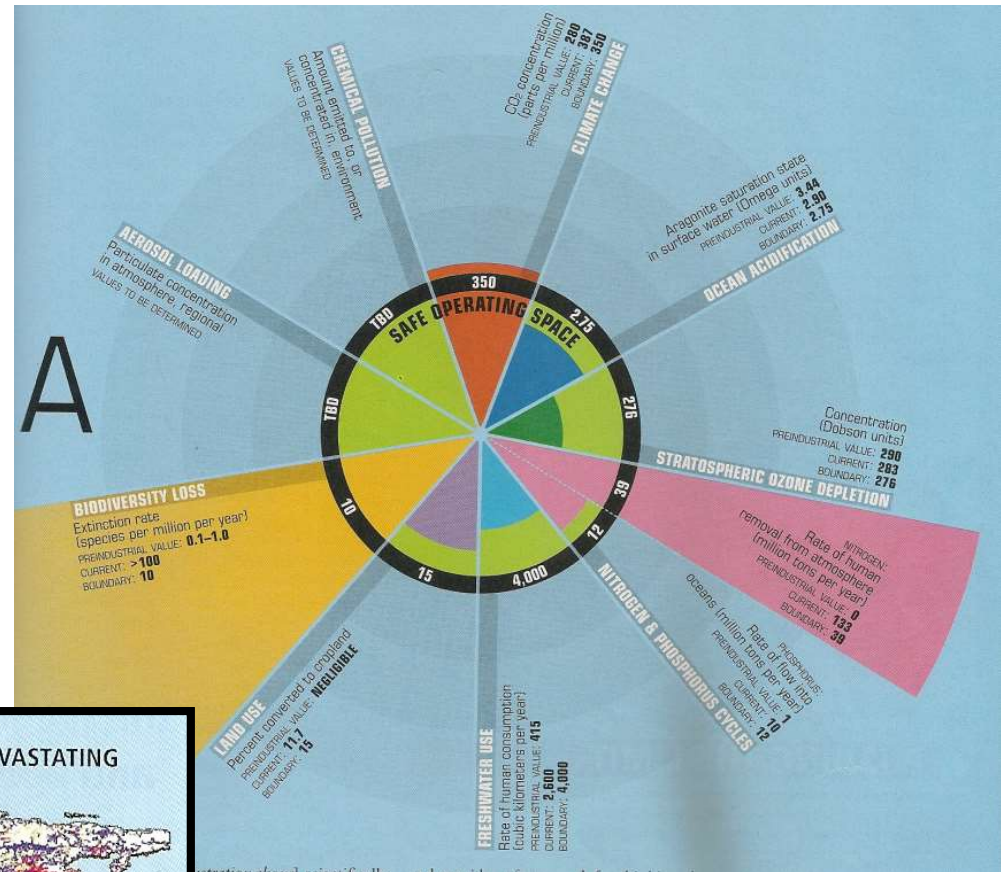 CHEMICAL POLLUTION
Amount emitted to, or
concentrated in, environment
VALUES TO BE DETERMINED
CO2 concentration
(parts per million)
PREINDUSTRIAL VALUE: 280
CURRENT: 387
BOUNDARY: 350
CLIMATE CHANGE
Aragonite saturation state
in surface water (Omega units)
PREINDUSTRIAL VALUE: 3.44
CURRENT: 2.90
BOUNDARY: 2.75
OCEAN ACIDIFICATION
AEROSOL LOADING
Particulate concentration
in atmosphere, regional
VALUES TO BE DETERMINED
A
SAFE OPERATING SPACE
TBD
TBD
350
2.75
276
39
12
4,000
15
10
Concentration
(Dobson units)
PREINDUSTRIAL VALUE: 290
CURRENT: 283
BOUNDARY: 276
STRATOSPHERIC OZONE DEPLETION
BIODIVERSITY LOSS
Extinction rate
(species per million per year)
PREINDUSTRIAL VALUE: 0.1–1.0
CURRENT: >100
BOUNDARY: 10
NITROGEN:
Rate of human
removal from atmosphere
(million tons per year)
PREINDUSTRIAL VALUE: 0
CURRENT: 133
BOUNDARY: 39
PHOSPHORUS:
Rate of flow into
oceans (million tons per year)
PREINDUSTRIAL VALUE: 1
CURRENT: 10
BOUNDARY: 12
NITROGEN & PHOSPHORUS CYCLES
LAND USE
Percent converted to cropland
PREINDUSTRIAL VALUE: NEGLIGIBLE
CURRENT: 11.7
BOUNDARY: 15
FRESHWATER USE
Rate of human consumption
(cubic kilometers per year)
PREINDUSTRIAL VALUE: 415
CURRENT: 2,600
BOUNDARY: 4,000
VASTATING